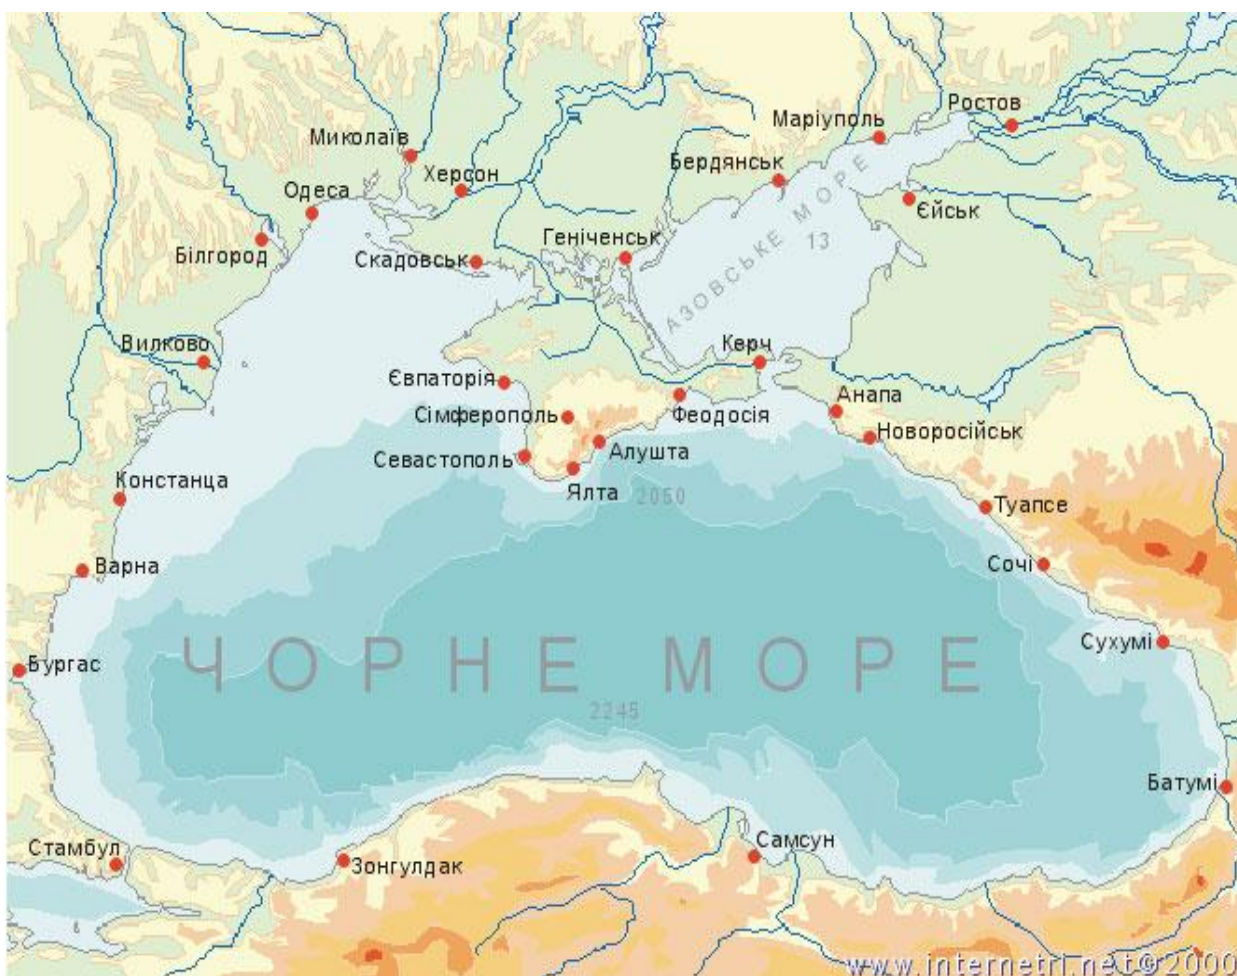 Ростов
Маріуполь
Миколаїв
Бердянськ
Херсон
Одеса
Єйськ
АЗОВСЬКЕ МОРЕ
13
Геніченськ
Білгород
Скадовськ
Вилково
Керч
Євпаторія
Анапа
Сімферополь
Феодосія
Новоросійськ
Алушта
Севастополь
Ялта
2050
Констанца
Туапсе
Варна
Сочі
Сухумі
Бургас
ЧОРНЕ МОРЕ
2245
Батумі
Стамбул
Зонгулдак
Самсун
www.internetri.net©2000